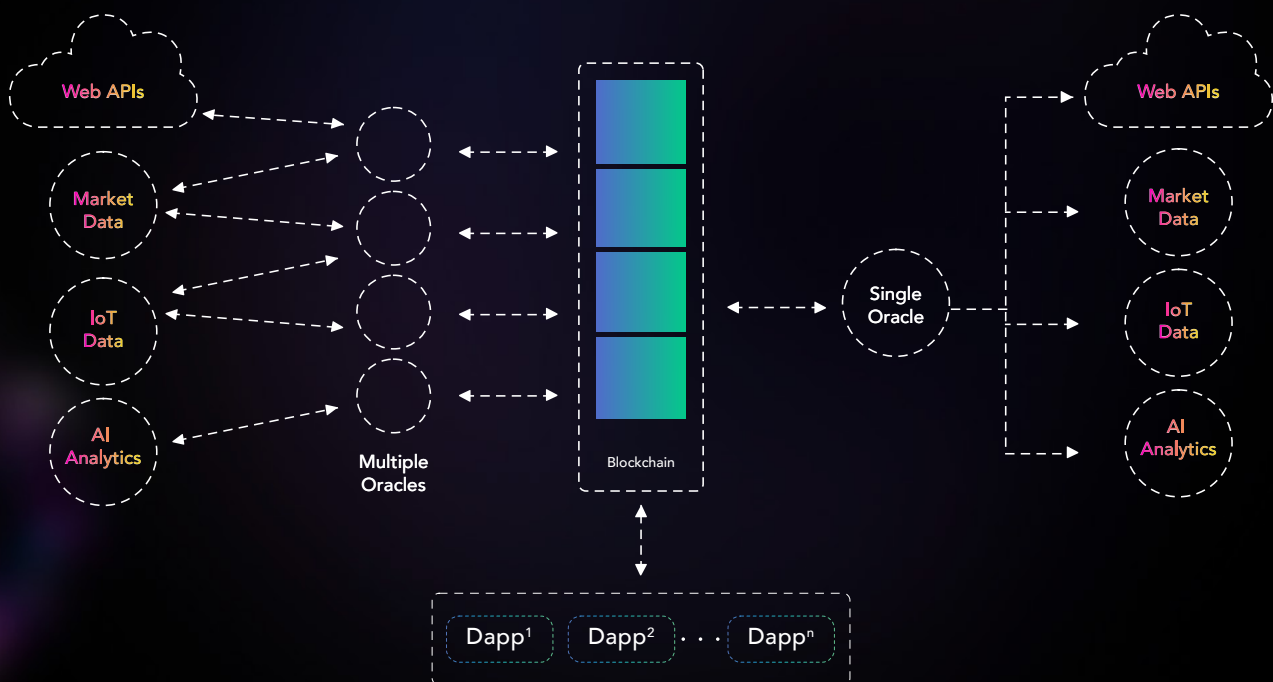 Web APIs
Market
Data
IoT
Data
AI
Analytics
Multiple
Oracles
Blockchain
Single
Oracle
Web APIs
Market
Data
IoT
Data
AI
Analytics
Dapp¹ Dapp² . . . Dappⁿ